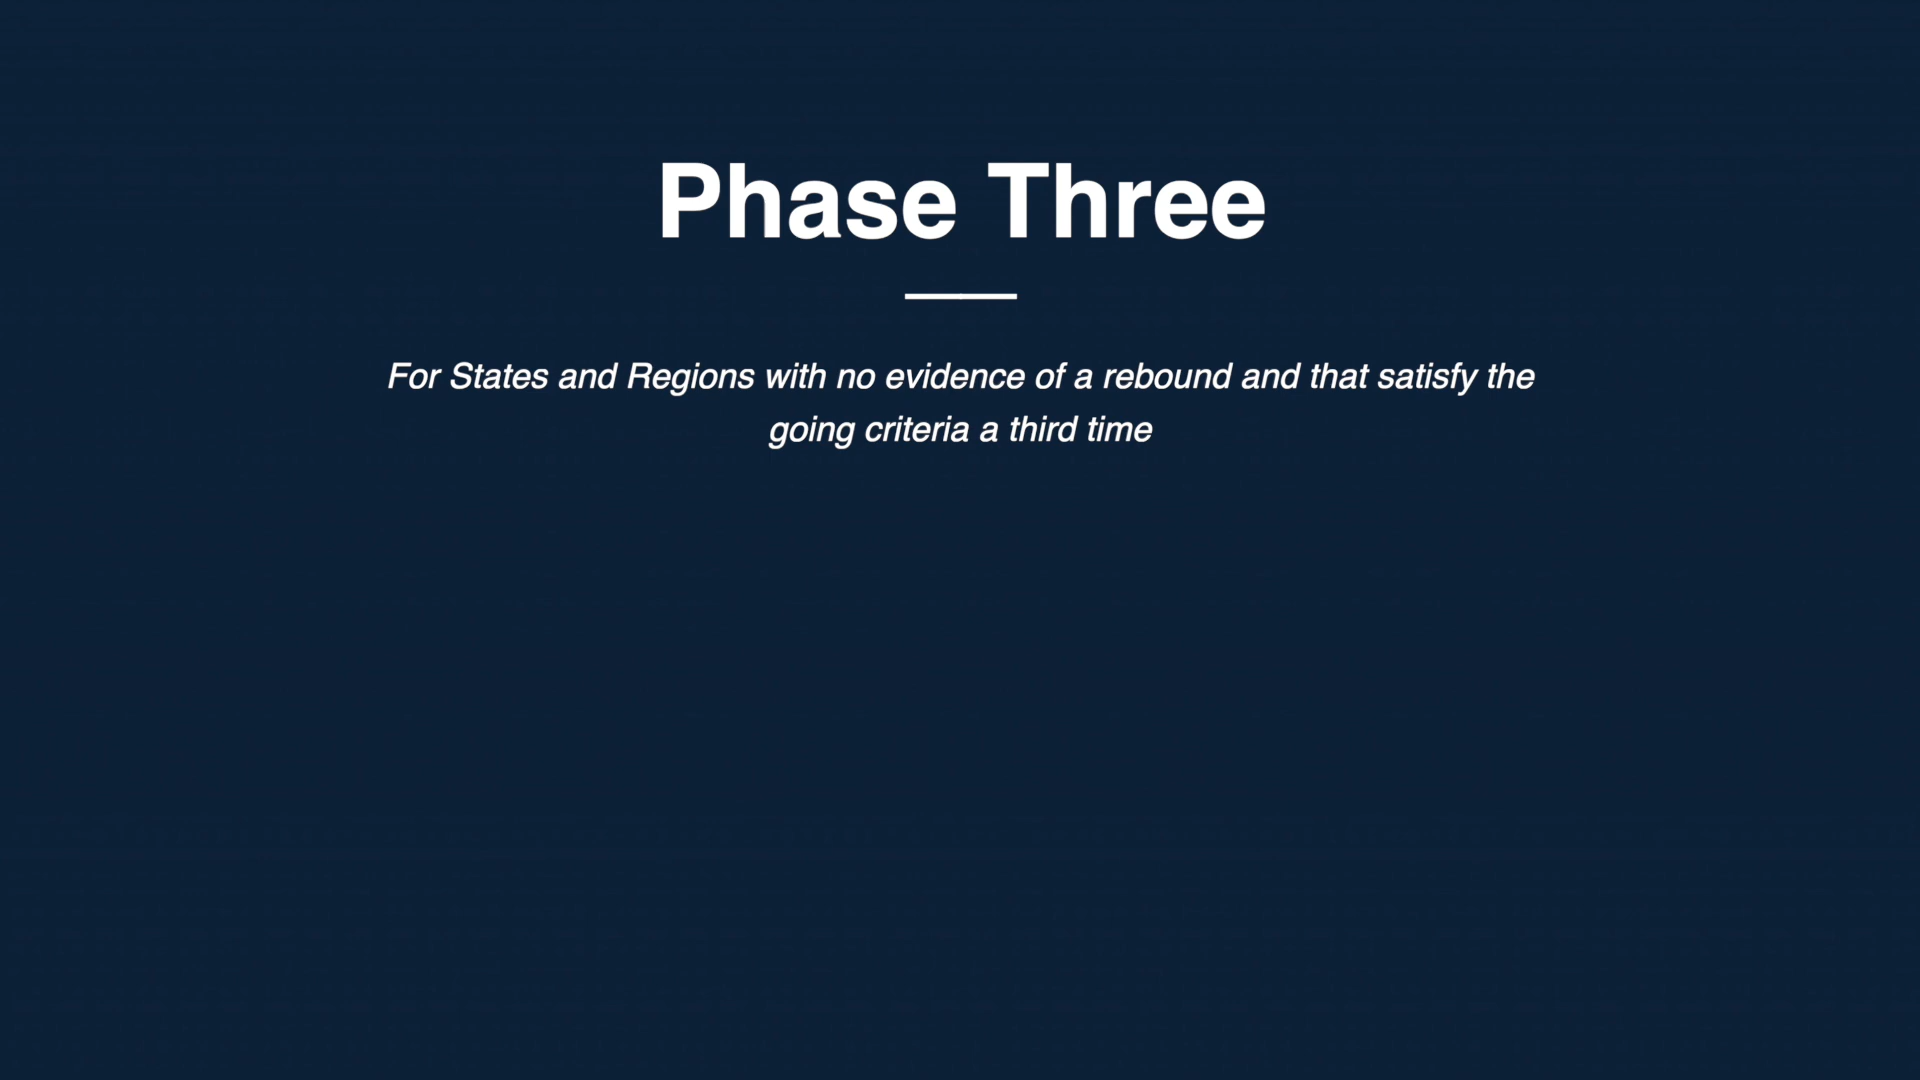 Phase Three
For States and Regions with no evidence of a rebound and that satisfy the
going criteria a third time